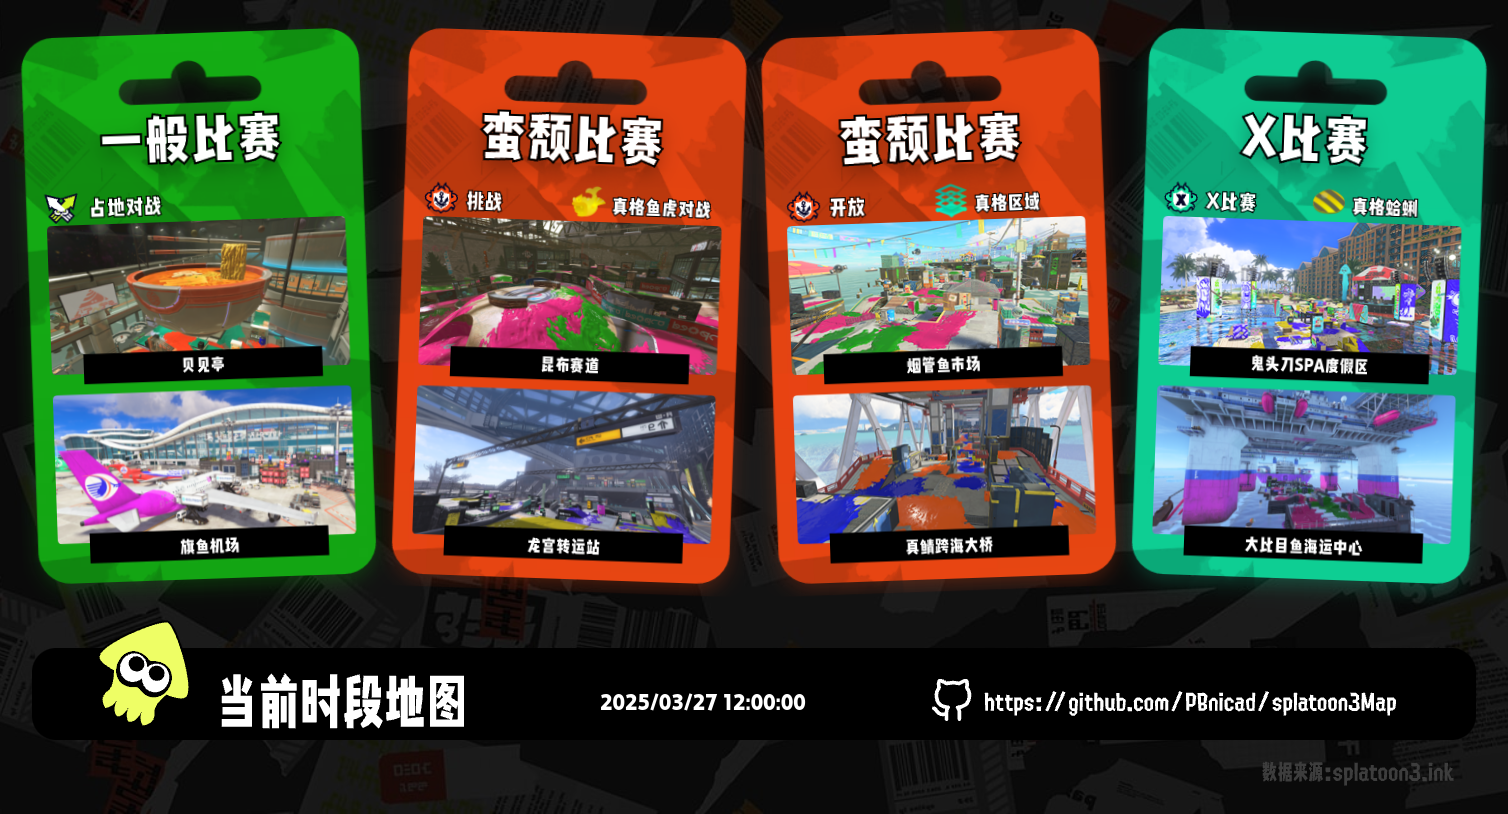 一般比赛
占地对战
贝贝亭
旗鱼机场
蛮颓比赛
挑战
真格鱼虎对战
昆布赛道
龙宫转运站
蛮颓比赛
开放
真格区域
烟管鱼市场
真鲭跨海大桥
X比赛
X比赛
真格蛤蜊
鬼头刀SPA度假区
大比目鱼海运中心
当前时段地图
2025/03/27 12:00:00
https://github.com/PBnicad/splatoon3Map
数据来源:splatoon3.ink